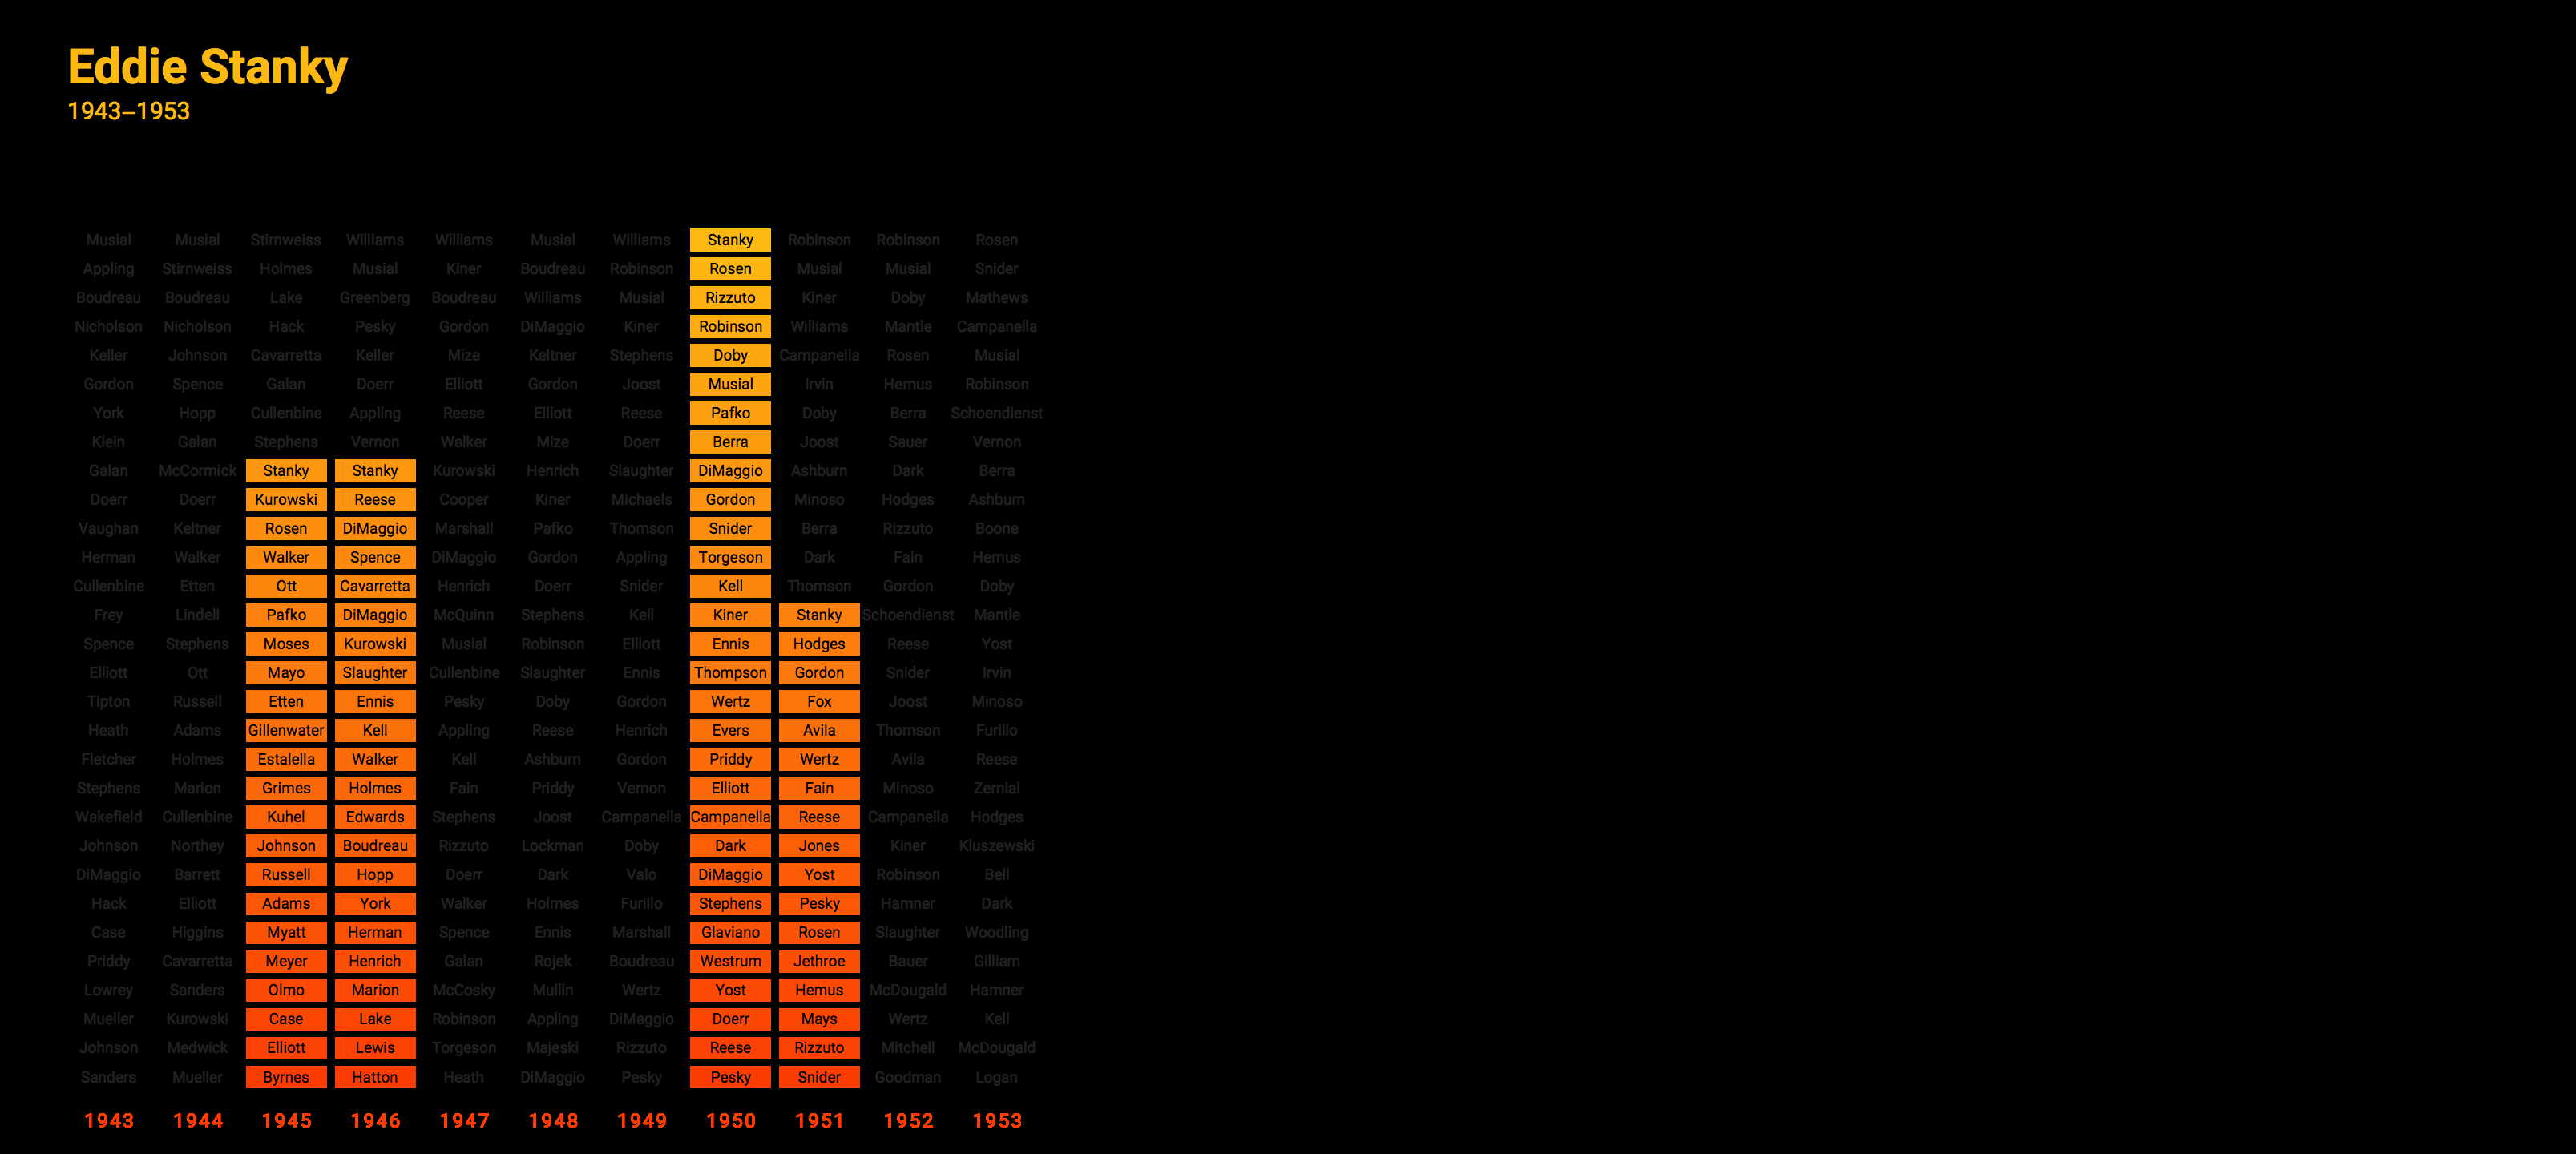 Eddie Stanky
1943–1953
Musial Musial Stirnweiss Williams Williams Musial Williams Stanky Robinson Robinson Rosen
Appling Stirnweiss Holmes Musial Kiner Boudreau Robinson Rosen Musial Musial Snider
Boudreau Boudreau Lake Greenberg Boudreau Williams Musial Rizzuto Kiner Doby Mathews
Nicholson Nicholson Hack Pesky Gordon DiMaggio Kiner Robinson Williams Mantle Campanella
Keller Johnson Cavarretta Keller Mize Keltner Stephens Doby Campanella Rosen Musial
Gordon Spence Galan Doerr Elliott Gordon Joost Musial Irvin Hemus Robinson
York Hopp Cullenbine Appling Reese Elliott Reese Pafko Doby Berra Schoendienst
Klein Galan Stephens Vernon Walker Mize Doerr Berra Joost Sauer Vernon
Galan McCormick Stanky Stanky Kurowski Henrich Slaughter DiMaggio Ashburn Dark Berra
Doerr Doerr Kurowski Reese Cooper Kiner Michaels Gordon Minoso Hodges Ashburn
Vaughan Keltner Rosen DiMaggio Marshall Pafko Thomson Snider Berra Rizzuto Boone
Herman Walker Walker Spence DiMaggio Gordon Appling Torgeson Dark Fain Hemus
Cullenbine Etten Ott Cavarretta Henrich Doerr Snider Kell Thomson Gordon Doby
Frey Lindell Pafko DiMaggio McQuinn Stephens Kell Kiner Stanky Schoendienst Mantle
Spence Stephens Moses Kurowski Musial Robinson Elliott Ennis Hodges Reese Yost
Elliott Ott Mayo Slaughter Cullenbine Slaughter Ennis Thompson Gordon Snider Irvin
Tipton Russell Etten Ennis Pesky Doby Gordon Wertz Fox Joost Minoso
Heath Adams Gillenwater Kell Appling Reese Henrich Evers Avila Thomson Furillo
Fletcher Holmes Estalella Walker Kell Ashburn Gordon Priddy Wertz Avila Reese
Stephens Marion Grimes Holmes Fain Priddy Vernon Elliott Fain Minoso Zernial
Wakefield Cullenbine Kuhel Edwards Stephens Joost Campanella Campanella Reese Campanella Hodges
Johnson Northey Johnson Boudreau Rizzuto Lockman Doby Dark Jones Kiner Kluszewski
DiMaggio Barrett Russell Hopp Doerr Dark Valo DiMaggio Yost Robinson Bell
Hack Elliott Adams York Walker Holmes Furillo Stephens Pesky Hamner Dark
Case Higgins Myatt Herman Spence Ennis Marshall Glaviano Rosen Slaughter Woodling
Priddy Cavarretta Meyer Henrich Galan Rojek Boudreau Westrum Jethroe Bauer Gilliam
Lowrey Sanders Olmo Marion McCosky Mullin Wertz Yost Hemus McDougald Hamner
Mueller Kurowski Case Lake Robinson Appling DiMaggio Doerr Mays Wertz Kell
Johnson Medwick Elliott Lewis Torgeson Majeski Rizzuto Reese Rizzuto Mitchell McDougald
Sanders Mueller Byrnes Hatton Heath DiMaggio Pesky Pesky Snider Goodman Logan
1943 1944 1945 1946 1947 1948 1949 1950 1951 1952 1953